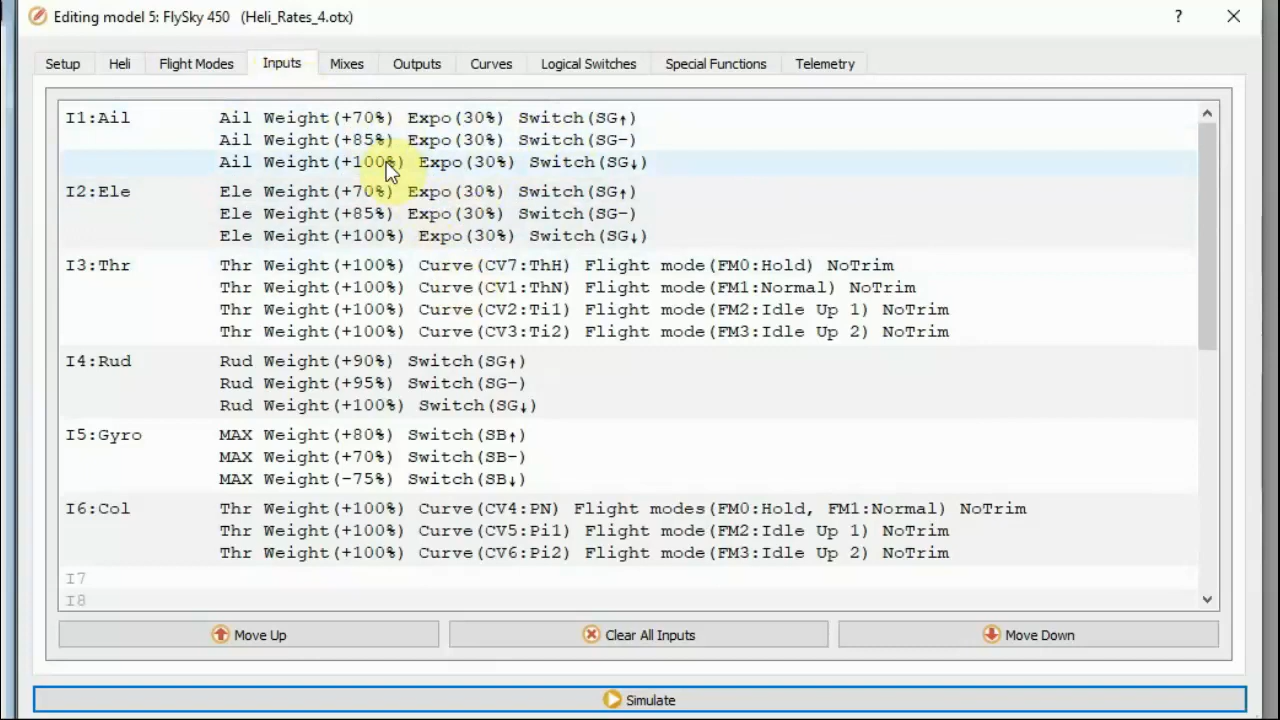 Editing model 5: FlySky 450 (Heli_Rates_4.otx) ?
Setup Heli Flight Modes Inputs Mixes Outputs Curves Logical Switches Special Functions Telemetry
I1:Ail Ail Weight(+70%) Expo(30%) Switch(SG↑)
Ail Weight(+85%) Expo(30%) Switch(SG-)
Ail Weight(+100%) Expo(30%) Switch(SG↓)
I2:Ele Ele Weight(+70%) Expo(30%) Switch(SG↑)
Ele Weight(+85%) Expo(30%) Switch(SG-)
Ele Weight(+100%) Expo(30%) Switch(SG↓)
I3:Thr Thr Weight(+100%) Curve(CV7:ThH) Flight mode(FM0:Hold) NoTrim
Thr Weight(+100%) Curve(CV1:ThN) Flight mode(FM1:Normal) NoTrim
Thr Weight(+100%) Curve(CV2:Ti1) Flight mode(FM2:Idle Up 1) NoTrim
Thr Weight(+100%) Curve(CV3:Ti2) Flight mode(FM3:Idle Up 2) NoTrim
I4:Rud Rud Weight(+90%) Switch(SG↑)
Rud Weight(+95%) Switch(SG-)
Rud Weight(+100%) Switch(SG↓)
I5:Gyro MAX Weight(+80%) Switch(SB↑)
MAX Weight(+70%) Switch(SB-)
MAX Weight(-75%) Switch(SB↓)
I6:Col Thr Weight(+100%) Curve(CV4:PN) Flight modes(FM0:Hold, FM1:Normal) NoTrim
Thr Weight(+100%) Curve(CV5:Pi1) Flight mode(FM2:Idle Up 1) NoTrim
Thr Weight(+100%) Curve(CV6:Pi2) Flight mode(FM3:Idle Up 2) NoTrim
I7
I8
Move Up Clear All Inputs Move Down
Simulate